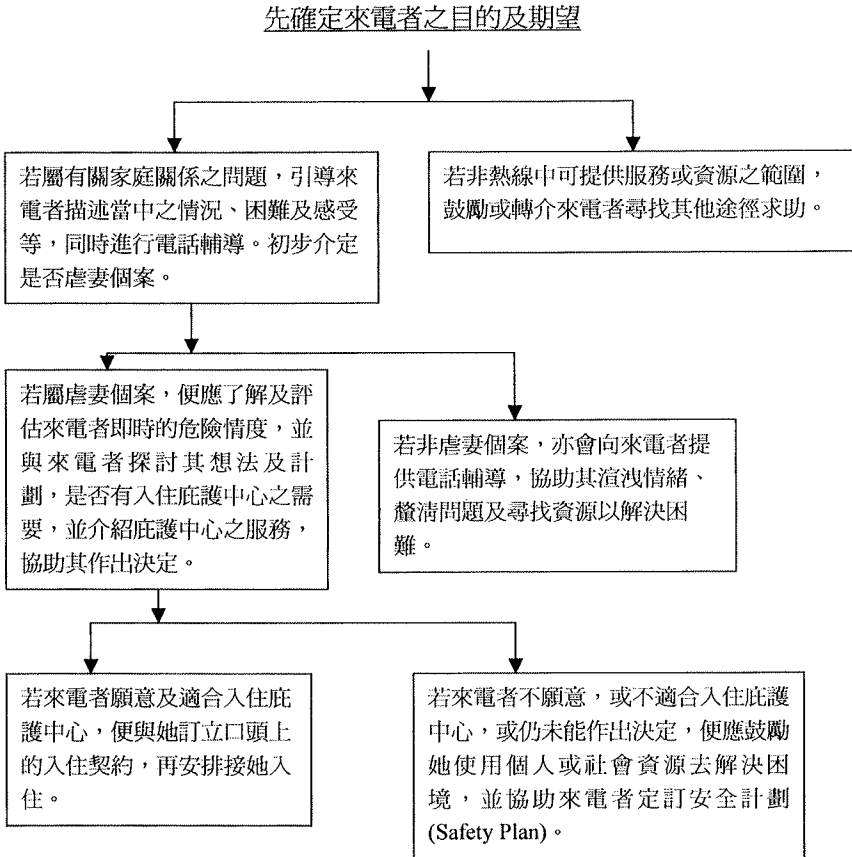 先確定來電者之目的及期望
若屬有關家庭關係之問題，引導來
電者描述當中之情況、困難及感受
等，同時進行電話輔導。初步介定
是否虐妻個案。
若非熱線中可提供服務或資源之範圍，
鼓勵或轉介來電者尋找其他途徑求助。
若屬虐妻個案，便應了解及評
估來電者即時的危險情度，並
與來電者探討其想法及計
劃，是否有入住庇護中心之需
要，並介紹庇護中心之服務，
協助其作出決定。
若非虐妻個案，亦會向來電者提
供電話輔導，協助其渲洩情緒、
釐清問題及尋找資源以解決困
難。
若來電者願意及適合入住庇
護中心，便與她訂立口頭上
的入住契約，再安排接她入
住。
若來電者不願意，或不適合入住庇護
中心，或仍未能作出決定，便應鼓勵
她使用個人或社會資源去解決困
境，並協助來電者定訂安全計劃
(Safety Plan)。